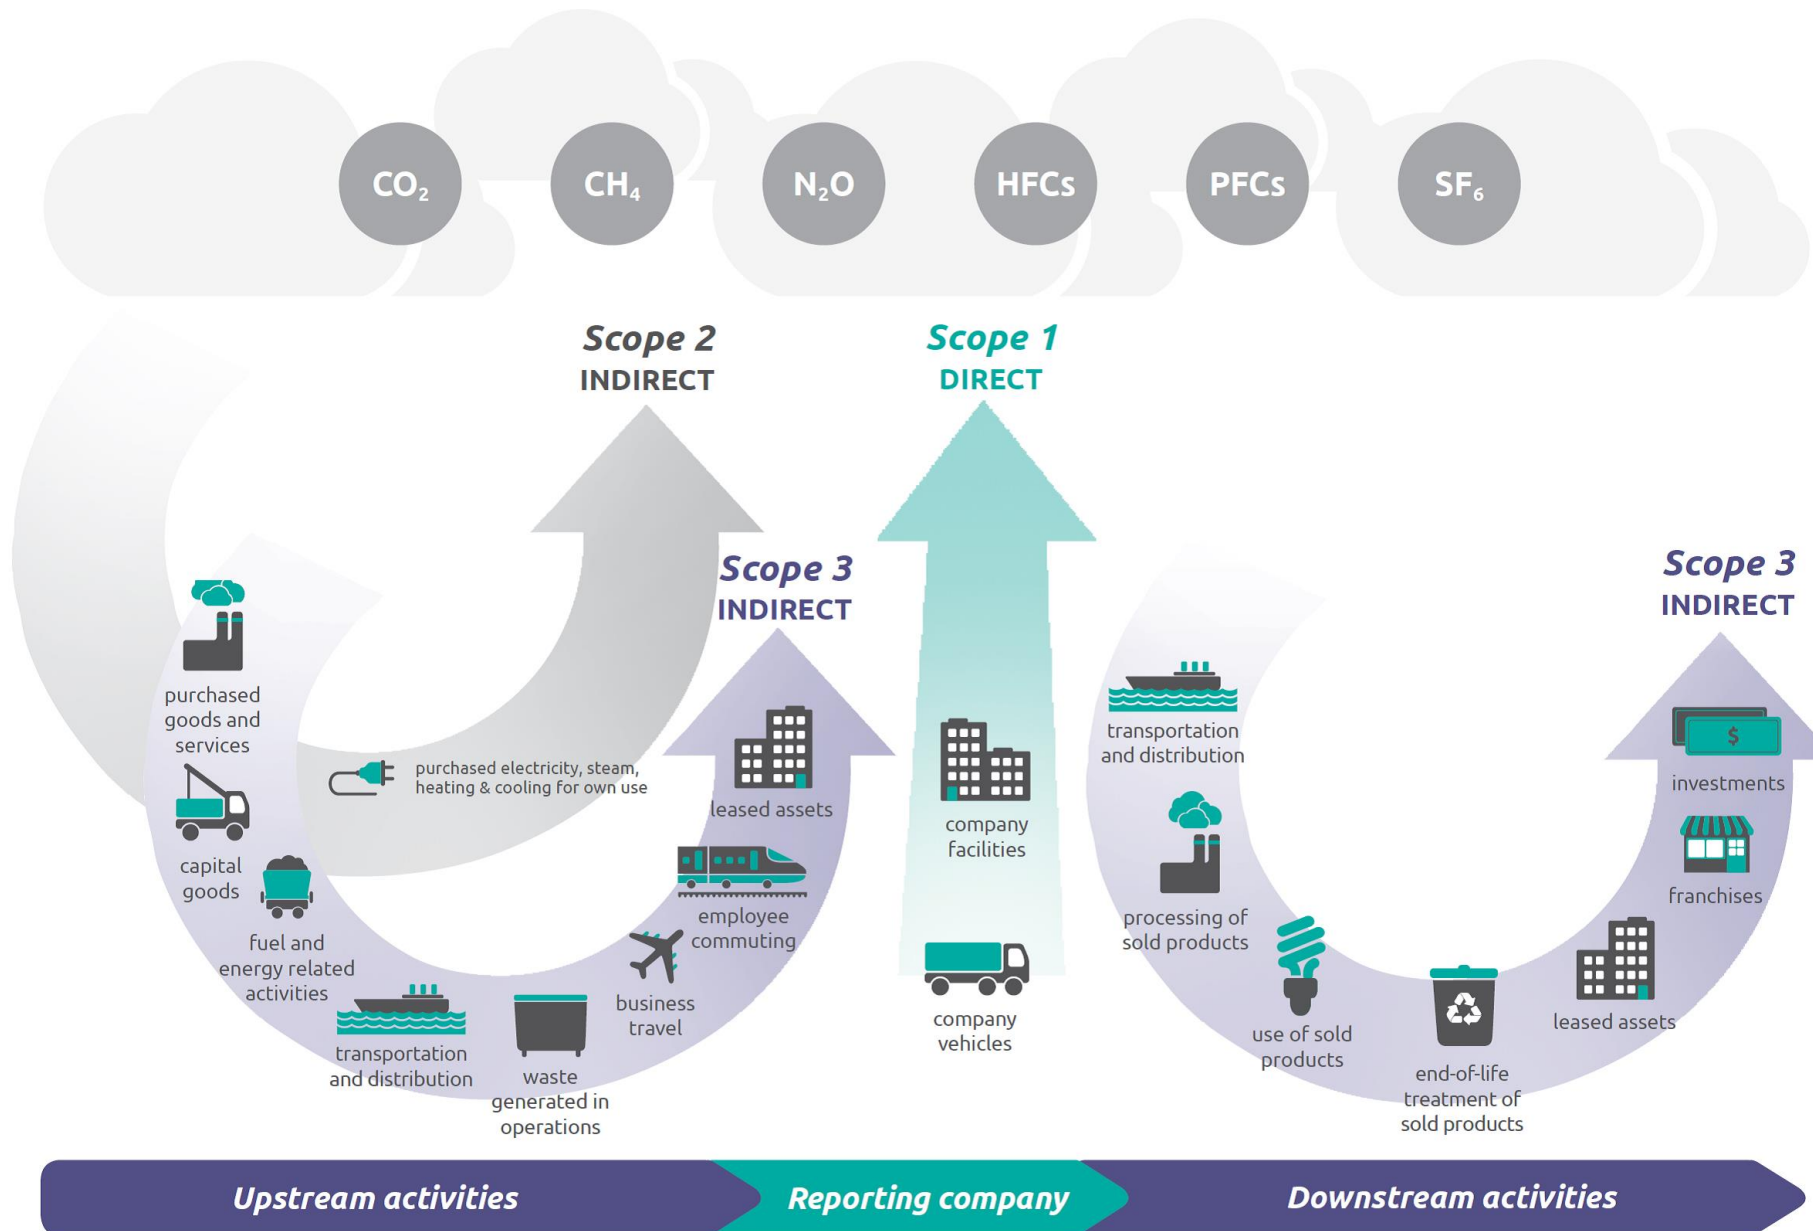 CO₂
CH₄
N₂O
HFCs
PFCs
SF₆
Scope 2
INDIRECT
Scope 1
DIRECT
Scope 3
INDIRECT
Scope 3
INDIRECT
purchased
goods and
services
capital
goods
fuel and
energy related
activities
transportation
and distribution
waste
generated in
operations
business
travel
employee
commuting
leased assets
purchased electricity, steam,
heating & cooling for own use
company
facilities
company
vehicles
transportation
and distribution
processing of
sold products
use of sold
products
end-of-life
treatment of
sold products
leased assets
franchises
$
investments
Upstream activities
Reporting company
Downstream activities